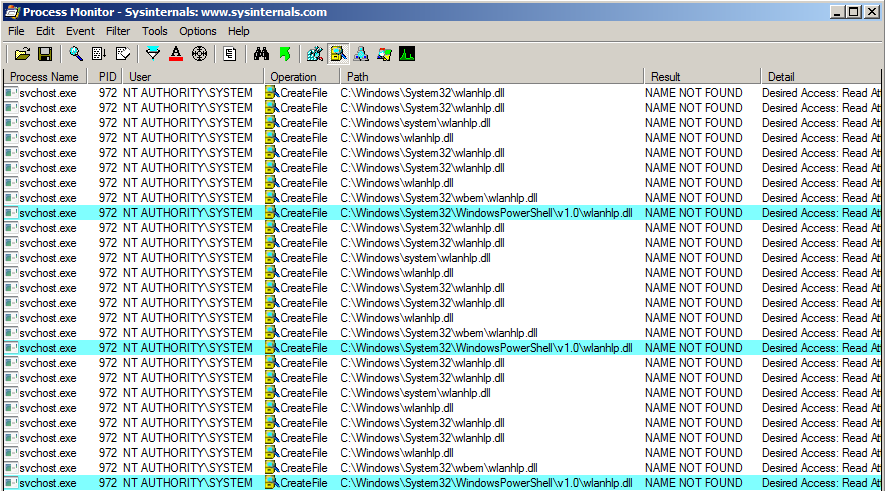 Process Monitor - Sysinternals: www.sysinternals.com
File Edit Event Filter Tools Options Help
Process Name PID User Operation Path Result Detail
svchost.exe 972 NT AUTHORITY\SYSTEM CreateFile C:\Windows\System32\wlanhlp.dll NAME NOT FOUND Desired Access: Read At
svchost.exe 972 NT AUTHORITY\SYSTEM CreateFile C:\Windows\System32\wlanhlp.dll NAME NOT FOUND Desired Access: Read At
svchost.exe 972 NT AUTHORITY\SYSTEM CreateFile C:\Windows\system\wlanhlp.dll NAME NOT FOUND Desired Access: Read At
svchost.exe 972 NT AUTHORITY\SYSTEM CreateFile C:\Windows\wlanhlp.dll NAME NOT FOUND Desired Access: Read At
svchost.exe 972 NT AUTHORITY\SYSTEM CreateFile C:\Windows\System32\wlanhlp.dll NAME NOT FOUND Desired Access: Read At
svchost.exe 972 NT AUTHORITY\SYSTEM CreateFile C:\Windows\System32\wlanhlp.dll NAME NOT FOUND Desired Access: Read At
svchost.exe 972 NT AUTHORITY\SYSTEM CreateFile C:\Windows\wlanhlp.dll NAME NOT FOUND Desired Access: Read At
svchost.exe 972 NT AUTHORITY\SYSTEM CreateFile C:\Windows\System32\wbem\wlanhlp.dll NAME NOT FOUND Desired Access: Read At
svchost.exe 972 NT AUTHORITY\SYSTEM CreateFile C:\Windows\System32\WindowsPowerShell\v1.0\wlanhlp.dll NAME NOT FOUND Desired Access: Read At
svchost.exe 972 NT AUTHORITY\SYSTEM CreateFile C:\Windows\System32\wlanhlp.dll NAME NOT FOUND Desired Access: Read At
svchost.exe 972 NT AUTHORITY\SYSTEM CreateFile C:\Windows\System32\wlanhlp.dll NAME NOT FOUND Desired Access: Read At
svchost.exe 972 NT AUTHORITY\SYSTEM CreateFile C:\Windows\system\wlanhlp.dll NAME NOT FOUND Desired Access: Read At
svchost.exe 972 NT AUTHORITY\SYSTEM CreateFile C:\Windows\wlanhlp.dll NAME NOT FOUND Desired Access: Read At
svchost.exe 972 NT AUTHORITY\SYSTEM CreateFile C:\Windows\System32\wlanhlp.dll NAME NOT FOUND Desired Access: Read At
svchost.exe 972 NT AUTHORITY\SYSTEM CreateFile C:\Windows\System32\wlanhlp.dll NAME NOT FOUND Desired Access: Read At
svchost.exe 972 NT AUTHORITY\SYSTEM CreateFile C:\Windows\wlanhlp.dll NAME NOT FOUND Desired Access: Read At
svchost.exe 972 NT AUTHORITY\SYSTEM CreateFile C:\Windows\System32\wbem\wlanhlp.dll NAME NOT FOUND Desired Access: Read At
svchost.exe 972 NT AUTHORITY\SYSTEM CreateFile C:\Windows\System32\WindowsPowerShell\v1.0\wlanhlp.dll NAME NOT FOUND Desired Access: Read At
svchost.exe 972 NT AUTHORITY\SYSTEM CreateFile C:\Windows\System32\wlanhlp.dll NAME NOT FOUND Desired Access: Read At
svchost.exe 972 NT AUTHORITY\SYSTEM CreateFile C:\Windows\System32\wlanhlp.dll NAME NOT FOUND Desired Access: Read At
svchost.exe 972 NT AUTHORITY\SYSTEM CreateFile C:\Windows\system\wlanhlp.dll NAME NOT FOUND Desired Access: Read At
svchost.exe 972 NT AUTHORITY\SYSTEM CreateFile C:\Windows\wlanhlp.dll NAME NOT FOUND Desired Access: Read At
svchost.exe 972 NT AUTHORITY\SYSTEM CreateFile C:\Windows\System32\wlanhlp.dll NAME NOT FOUND Desired Access: Read At
svchost.exe 972 NT AUTHORITY\SYSTEM CreateFile C:\Windows\System32\wlanhlp.dll NAME NOT FOUND Desired Access: Read At
svchost.exe 972 NT AUTHORITY\SYSTEM CreateFile C:\Windows\wlanhlp.dll NAME NOT FOUND Desired Access: Read At
svchost.exe 972 NT AUTHORITY\SYSTEM CreateFile C:\Windows\System32\wbem\wlanhlp.dll NAME NOT FOUND Desired Access: Read At
svchost.exe 972 NT AUTHORITY\SYSTEM CreateFile C:\Windows\System32\WindowsPowerShell\v1.0\wlanhlp.dll NAME NOT FOUND Desired Access: Read At